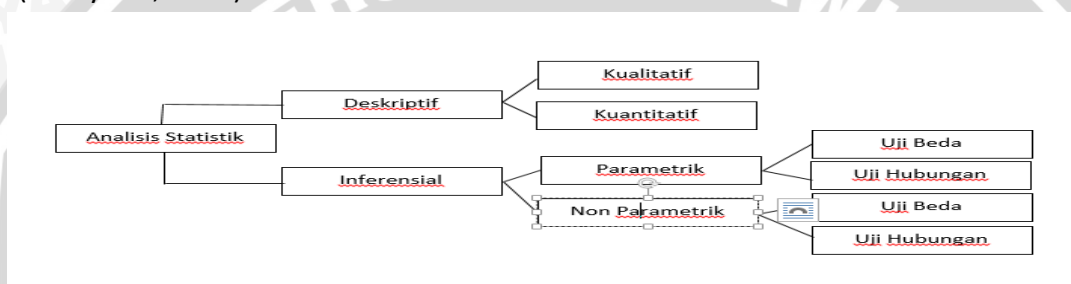 Kualitatif
Deskriptif
Kuantitatif
Analisis Statistik
Uji Beda
Parametrik
Inferensial
Uji Hubungan
Non Parametrik
Uji Beda
Uji Hubungan